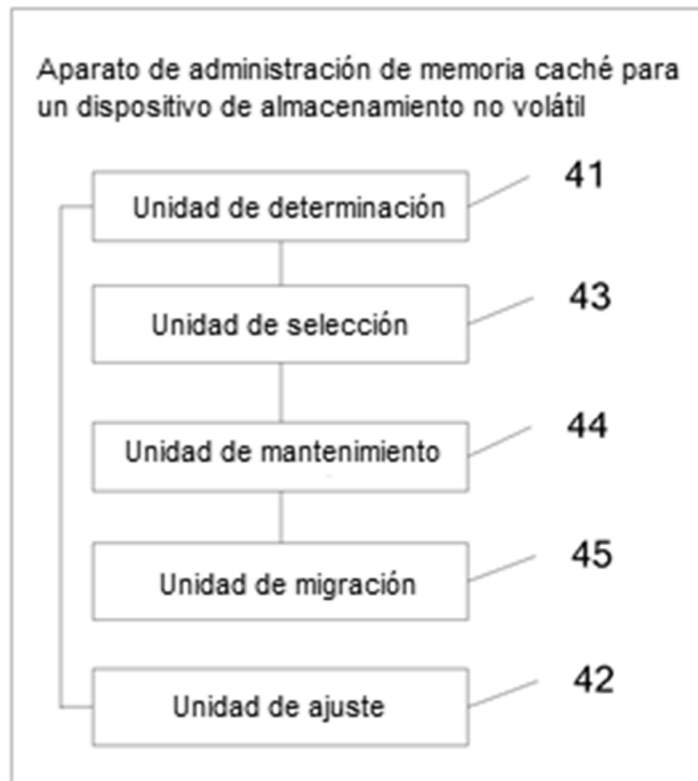 Aparato de administración de memoria caché para
un dispositivo de almacenamiento no volátil
41
Unidad de determinación
43
Unidad de selección
44
Unidad de mantenimiento
45
Unidad de migración
42
Unidad de ajuste